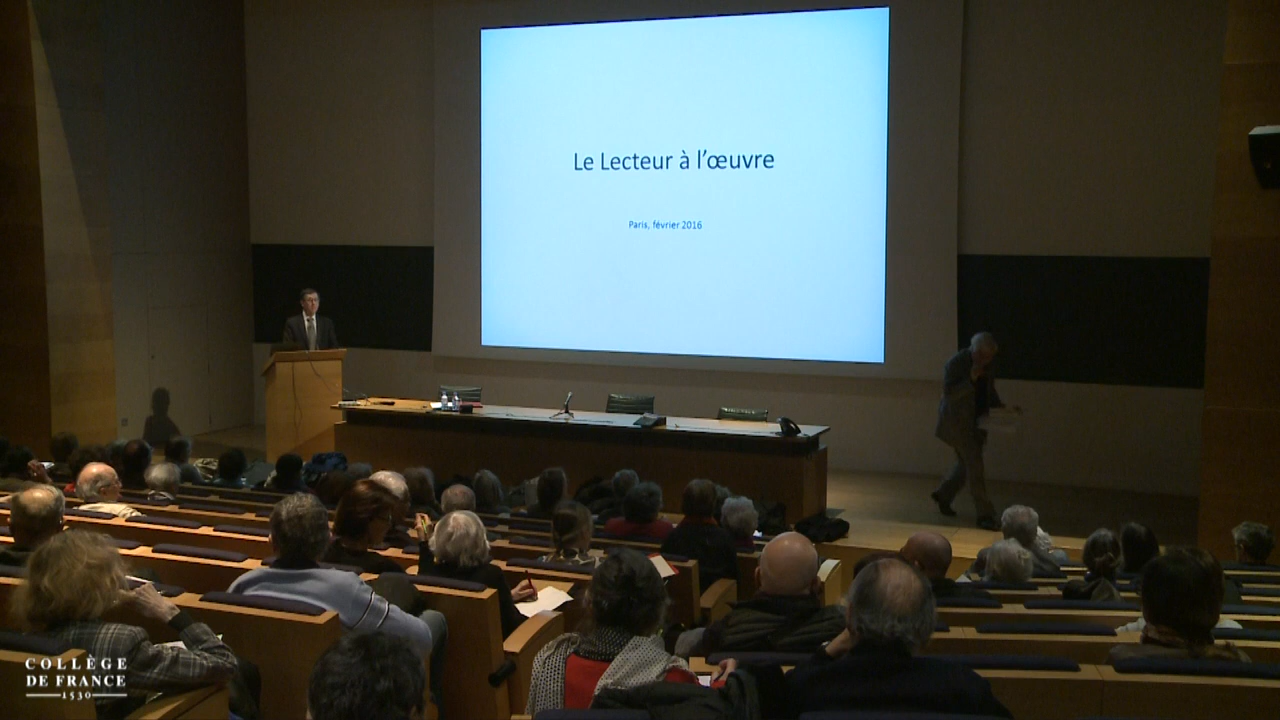 Le Lecteur à l'œuvre
Paris, février 2016
COLLÈGE
DE FRANCE
1530